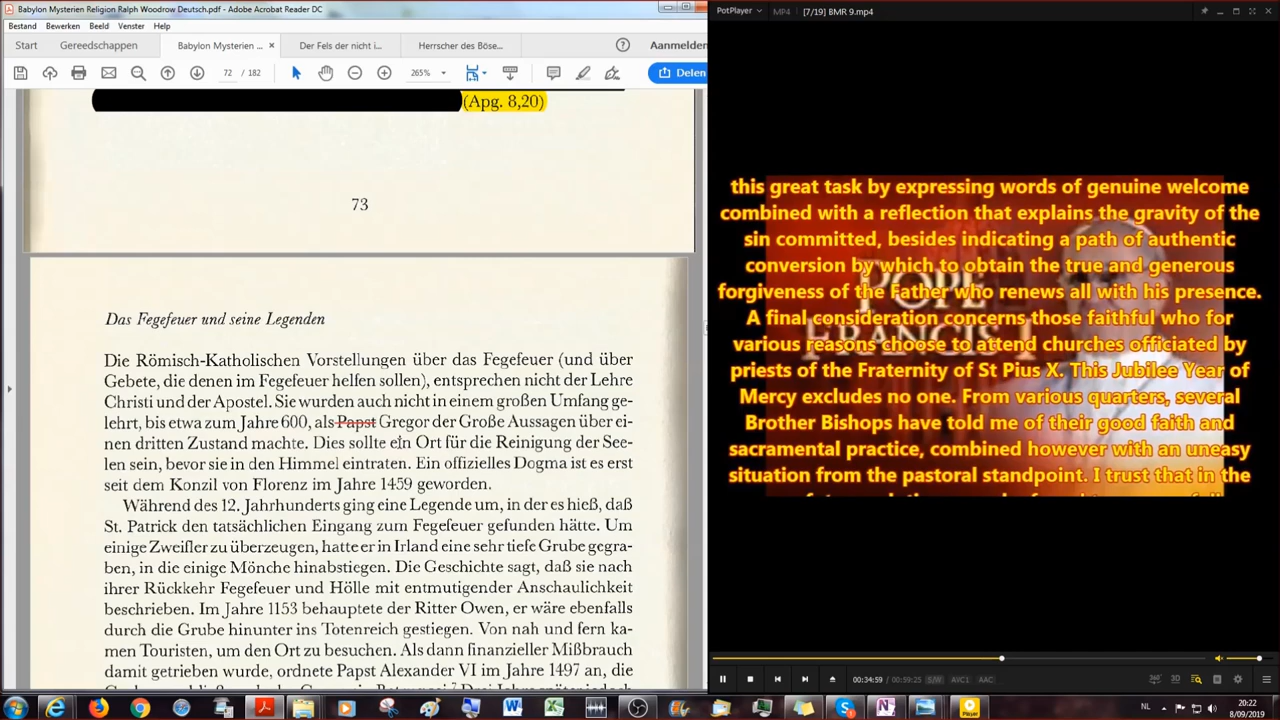 Babylon Mysterien Religion Ralph Woodrow Deutsch.pdf - Adobe Acrobat Reader DC
Bestand Bewerken Beeld Venster Help
Start Gereedschappen Babylon Mysterien ... × Der Fels der nicht i... Herrscher des Böse... Aanmelden
72 / 182 265% Delen
(Apg. 8,20)
73
Das Fegefeuer und seine Legenden
Die Römisch-Katholischen Vorstellungen über das Fegefeuer (und über
Gebete, die denen im Fegefeuer helfen sollen), entsprechen nicht der Lehre
Christi und der Apostel. Sie wurden auch nicht in einem großen Umfang ge-
lehrt, bis etwa zum Jahre 600, als Papst Gregor der Große Aussagen über ei-
nen dritten Zustand machte. Dies sollte ein Ort für die Reinigung der See-
len sein, bevor sie in den Himmel eintraten. Ein offizielles Dogma ist es erst
seit dem Konzil von Florenz im Jahre 1459 geworden.
Während des 12. Jahrhunderts ging eine Legende um, in der es hieß, daß
St. Patrick den tatsächlichen Eingang zum Fegefeuer gefunden hätte. Um
einige Zweifler zu überzeugen, hatte er in Irland eine sehr tiefe Grube gegra-
ben, in die einige Mönche hinabstiegen. Die Geschichte sagt, daß sie nach
ihrer Rückkehr Fegefeuer und Hölle mit entmutigender Anschaulichkeit
beschrieben. Im Jahre 1153 behauptete der Ritter Owen, er wäre ebenfalls
durch die Grube hinunter ins Totenreich gestiegen. Von nah und fern ka-
men Touristen, um den Ort zu besuchen. Als dann finanzieller Mißbrauch
damit getrieben wurde, ordnete Papst Alexander VI im Jahre 1497 an, die
PotPlayer MP4 [7/19] BMR 9.mp4
this great task by expressing words of genuine welcome
combined with a reflection that explains the gravity of the
sin committed, besides indicating a path of authentic
conversion by which to obtain the true and generous
forgiveness of the Father who renews all with his presence.
A final consideration concerns those faithful who for
various reasons choose to attend churches officiated by
priests of the Fraternity of St Pius X. This Jubilee Year of
Mercy excludes no one. From various quarters, several
Brother Bishops have told me of their good faith and
sacramental practice, combined however with an uneasy
situation from the pastoral standpoint. I trust that in the
POPE
FRANCIS I
00:34:59 / 00:59:25 S/W AVC1 AAC 360° 3D
NL 20:22
8/09/2019